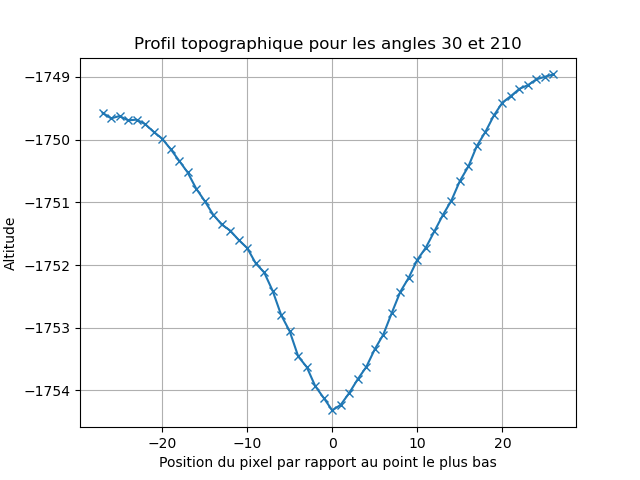 Profil topographique pour les angles 30 et 210
−1749
−1750
−1751
−1752
−1753
−1754
Altitude
−20 −10 0 10 20
Position du pixel par rapport au point le plus bas